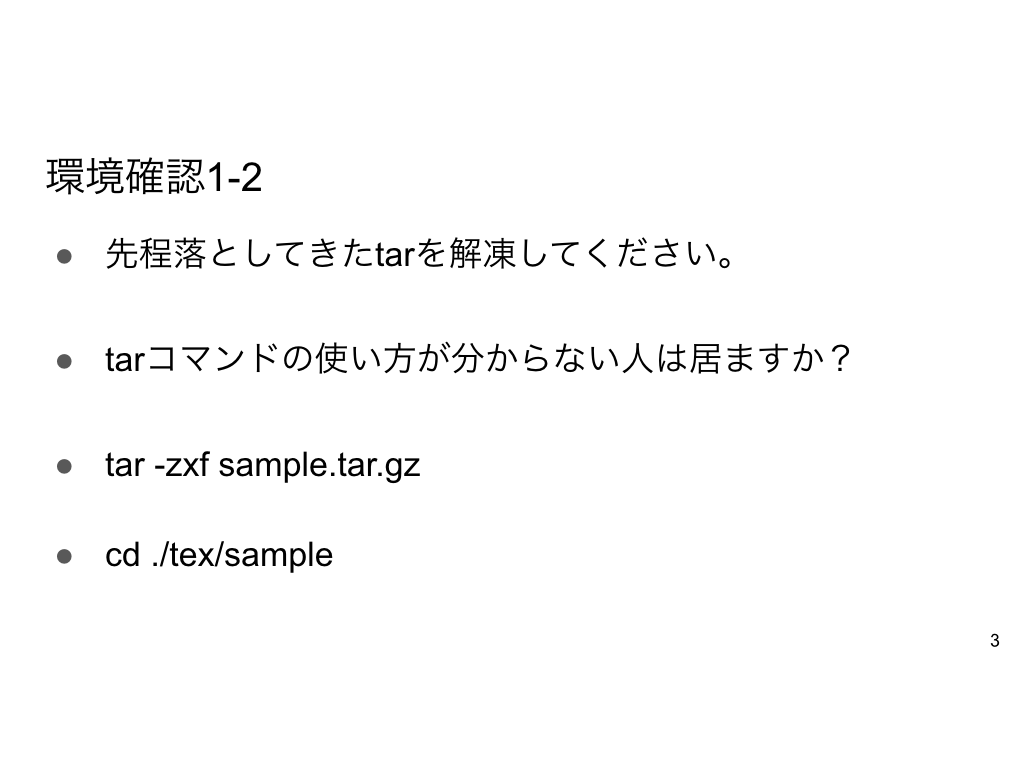 環境確認1-2
● 先程落としてきたtarを解凍してください。
● tarコマンドの使い方が分からない人は居ますか？
● tar -zxf sample.tar.gz
● cd ./tex/sample
3